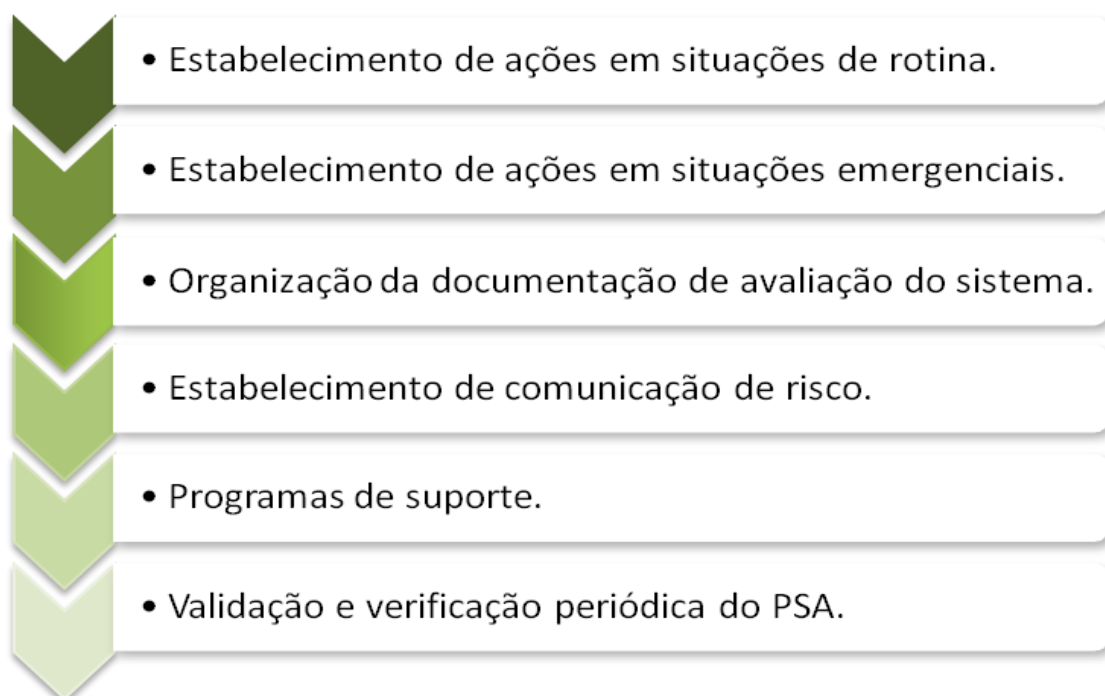 • Estabelecimento de ações em situações de rotina.
• Estabelecimento de ações em situações emergenciais.
• Organização da documentação de avaliação do sistema.
• Estabelecimento de comunicação de risco.
• Programas de suporte.
• Validação e verificação periódica do PSA.